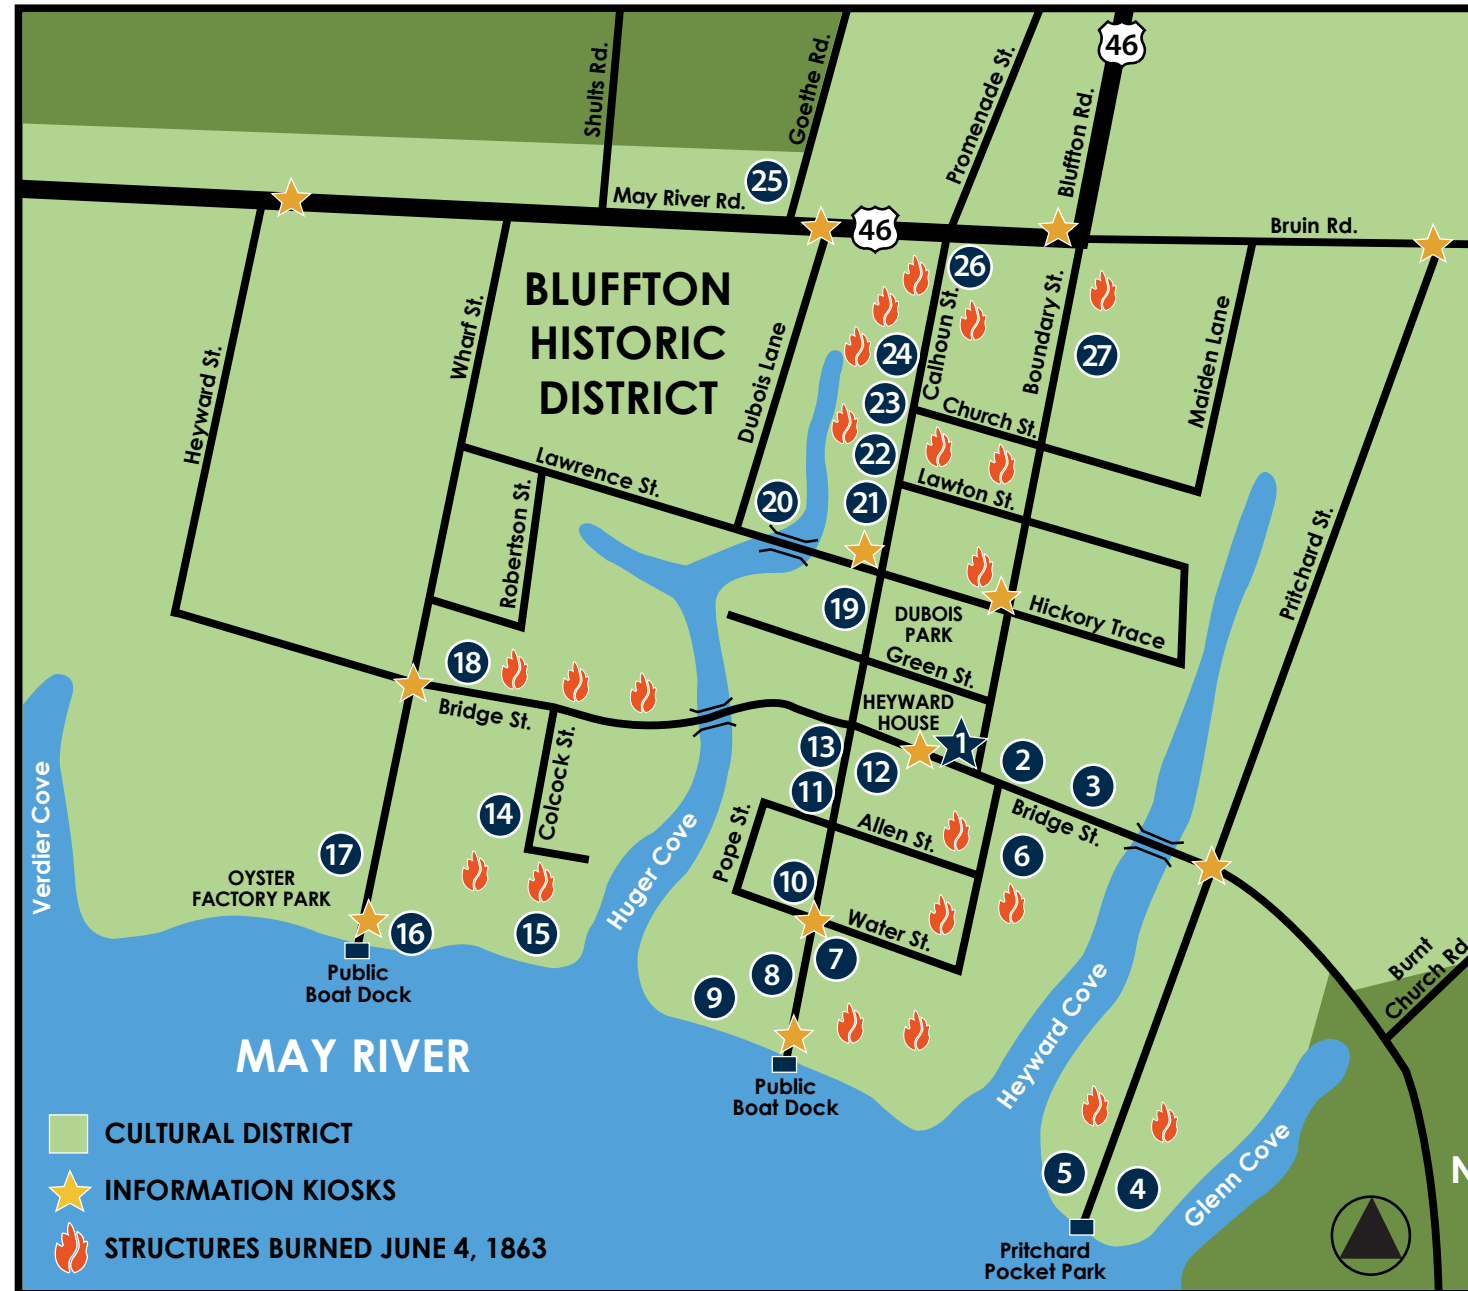 46
Shults Rd.
Goethe Rd.
Promenade St.
Bluffton Rd.
25
May River Rd.
46
Bruin Rd.
BLUFFTON
HISTORIC
DISTRICT
26
27
24
23
22
21
20
Heyward St.
Wharf St.
Dubois Lane
Calhoun St.
Boundary St.
Maiden Lane
Church St.
Lawton St.
Lawrence St.
Robertson St.
Pritchard St.
19
DUBOIS
PARK
Hickory Trace
Green St.
18
Bridge St.
Colcock St.
HEYWARD
HOUSE
1
2
3
13
12
11
Bridge St.
Allen St.
Pope St.
6
14
17
OYSTER
FACTORY PARK
16
15
10
Water St.
7
8
9
Verdier Cove
Huger Cove
Heyward Cove
Glenn Cove
Burnt
Church Rd
Public
Boat Dock
Public
Boat Dock
MAY RIVER
5
4
Pritchard
Pocket Park
N
CULTURAL DISTRICT
INFORMATION KIOSKS
STRUCTURES BURNED JUNE 4, 1863